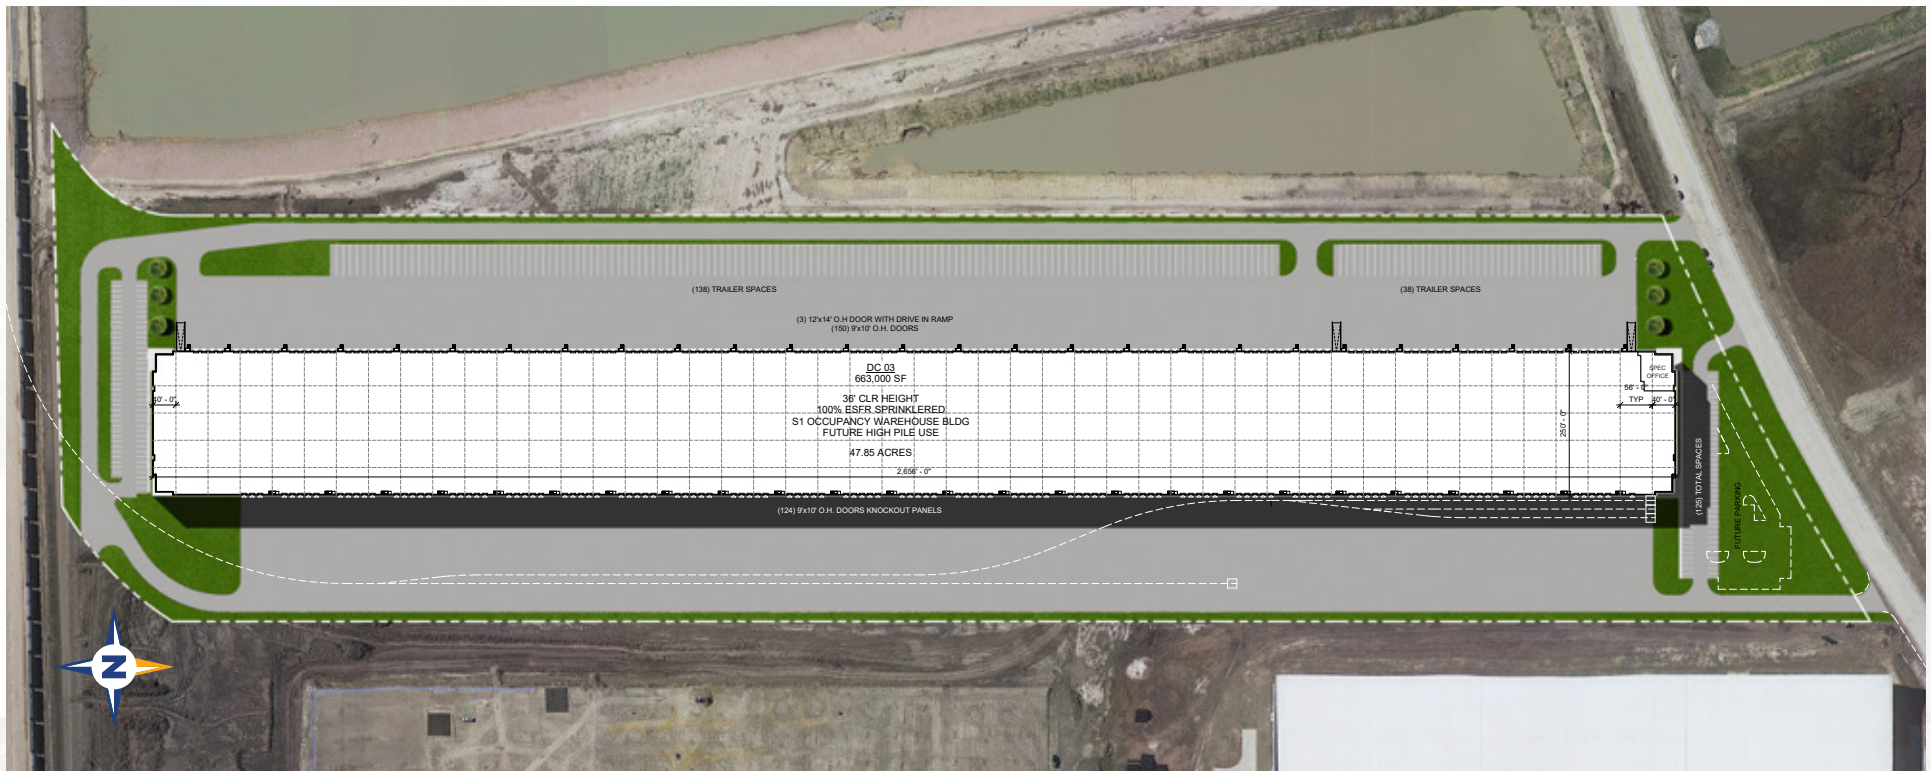 (138) TRAILER SPACES
(38) TRAILER SPACES
(3) 12'x14' O.H DOOR WITH DRIVE IN RAMP
(150) 9'x10' O.H. DOORS
DC 03
663,000 SF
36' CLR HEIGHT
100% ESFR SPRINKLERED
S1 OCCUPANCY WAREHOUSE BLDG
FUTURE HIGH PILE USE
47.85 ACRES
2,656' - 0"
40' - 0"
SPEC
OFFICE
56' - 0"
TYP
40' - 0"
250' - 0"
(124) 9'x10' O.H. DOORS KNOCKOUT PANELS
(125) TOTAL SPACES
FUTURE PARKING
N